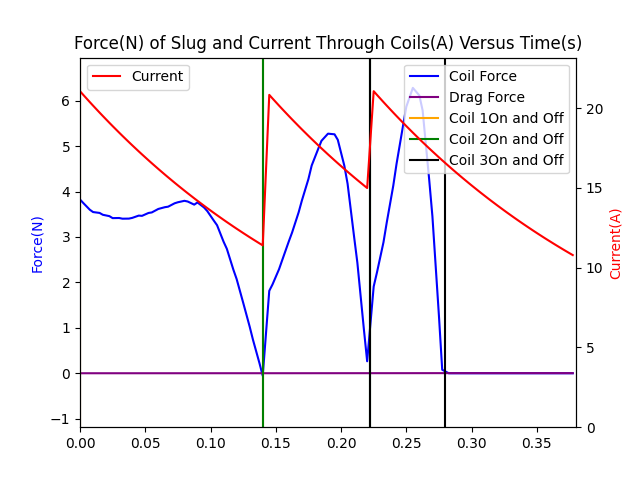 Force(N) of Slug and Current Through Coils(A) Versus Time(s)
Current
Coil Force
Drag Force
Coil 1On and Off
Coil 2On and Off
Coil 3On and Off
Force(N)
6
5
4
3
2
1
0
−1
Current(A)
20
15
10
5
0
0.00 0.05 0.10 0.15 0.20 0.25 0.30 0.35